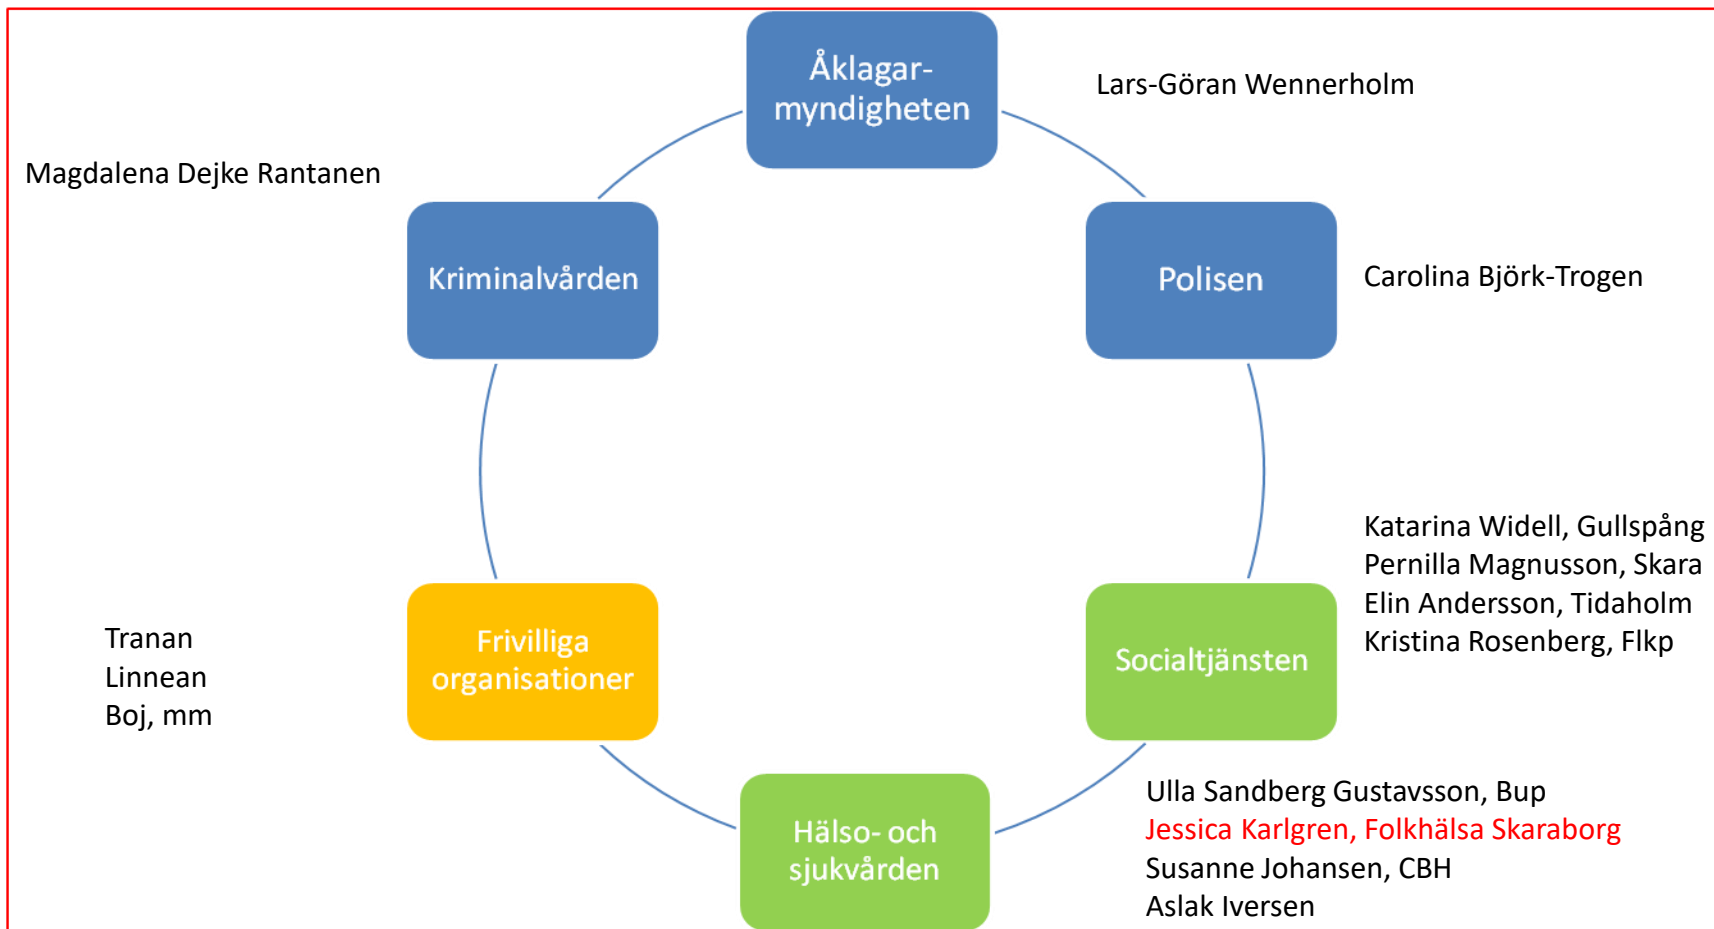 Åklagar-
myndigheten
Lars-Göran Wennerholm
Magdalena Dejke Rantanen
Kriminalvården
Polisen
Carolina Björk-Trogen
Katarina Widell, Gullspång
Pernilla Magnusson, Skara
Elin Andersson, Tidaholm
Kristina Rosenberg, Flkp
Socialtjänsten
Frivilliga
organisationer
Tranan
Linnean
Boj, mm
Hälso- och
sjukvården
Ulla Sandberg Gustavsson, Bup
Jessica Karlgren, Folkhälsa Skaraborg
Susanne Johansen, CBH
Aslak Iversen